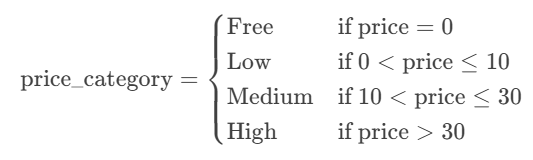 Free if price = 0
Low if 0 < price ≤ 10
price_category =
Medium if 10 < price ≤ 30
High if price > 30